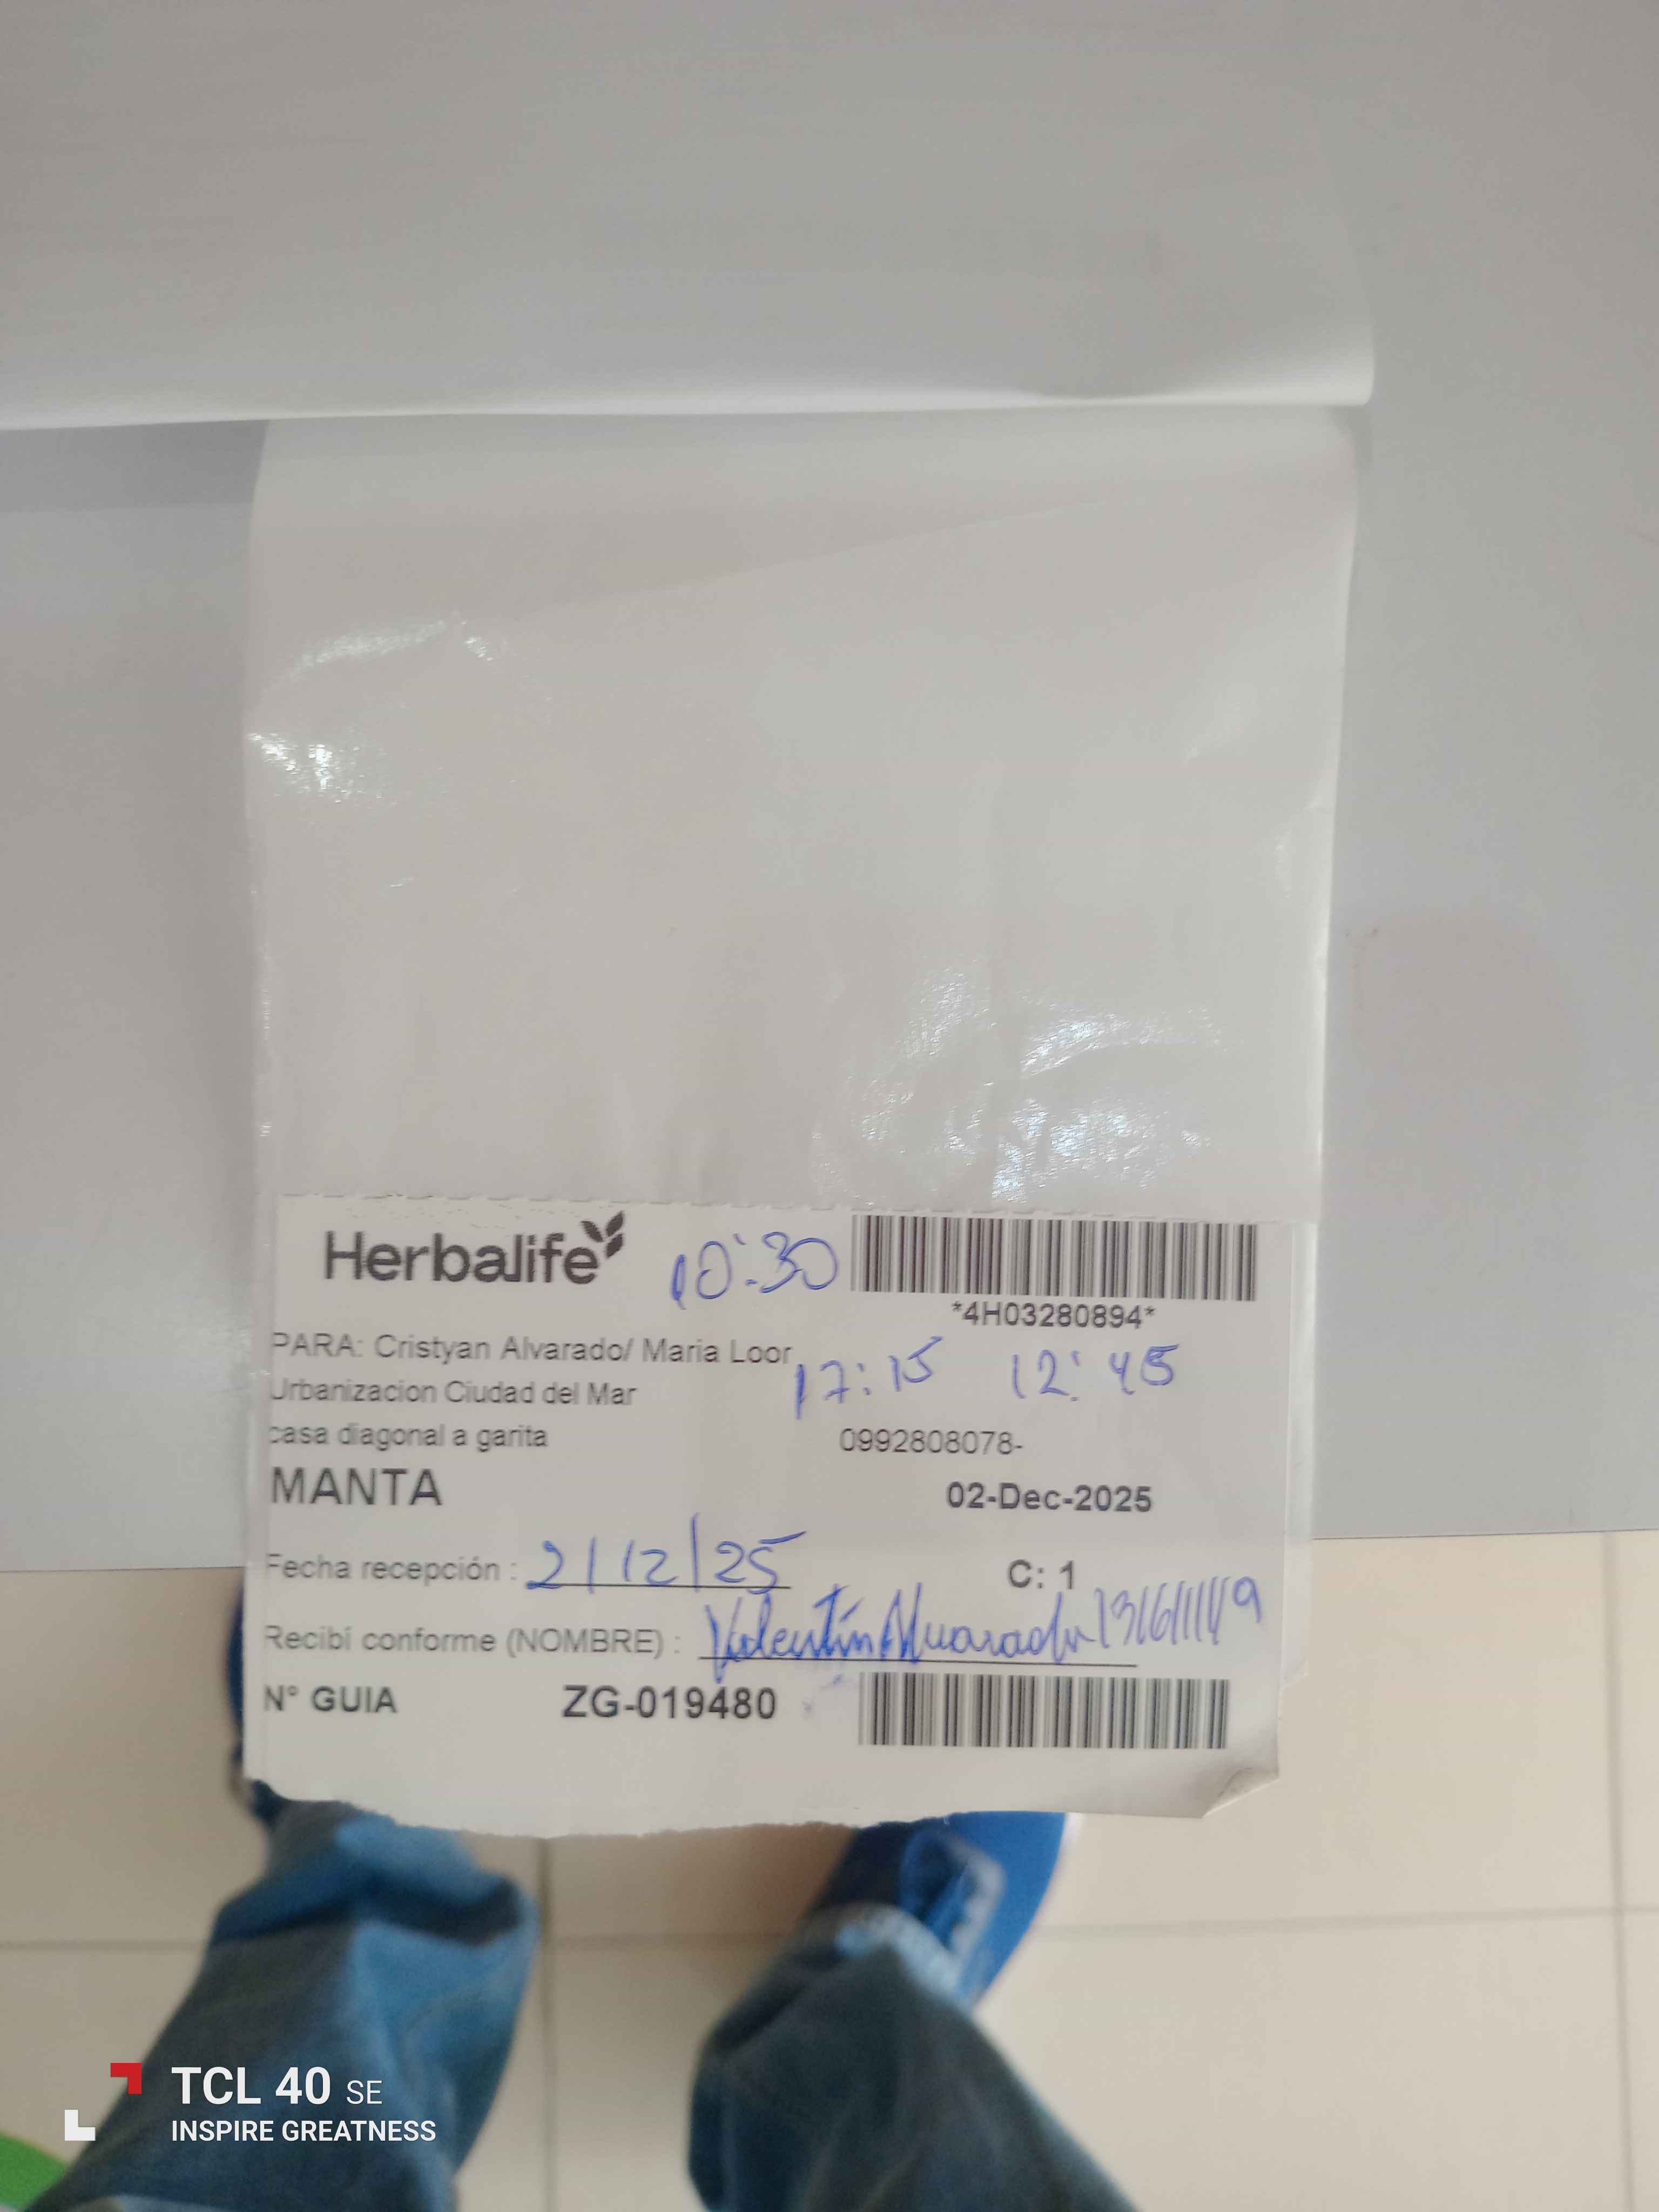 Herbalife 10:30
*4H03280894*
PARA: Cristyan Alvarado/ Maria Loor
17:15 12:45
Urbanizacion Ciudad del Mar
casa diagonal a garita 0992808078-
MANTA 02-Dec-2025
Fecha recepción : 2/12/25 C: 1
Recibí conforme (NOMBRE) : Valentín Alvarado
N° GUIA ZG-019480
TCL 40 SE
INSPIRE GREATNESS